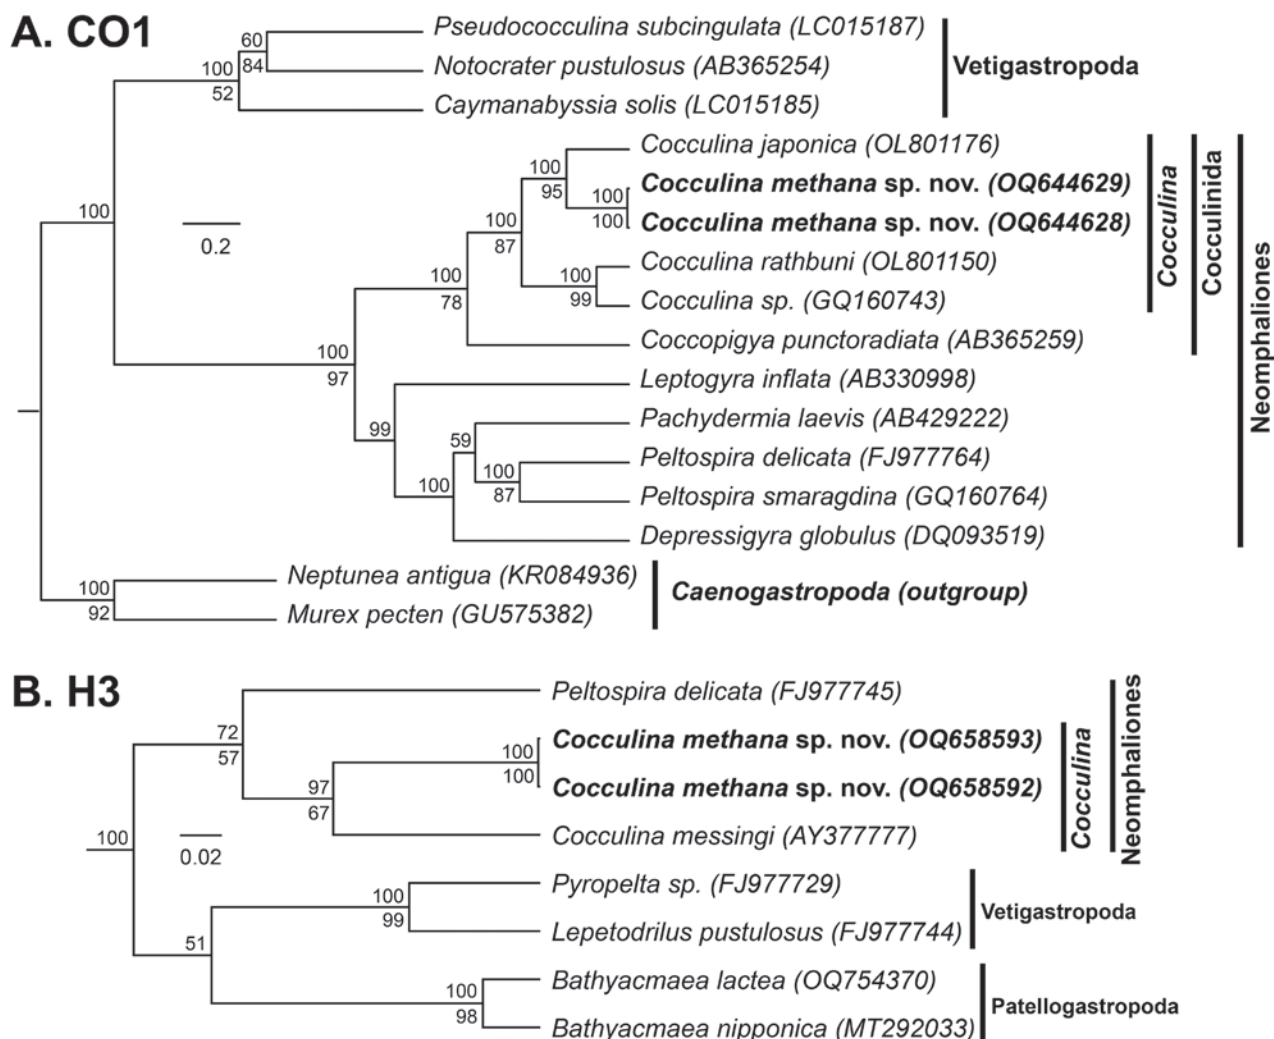 A. CO1
60
84
100
52
Pseudococculina subcingulata (LC015187)
Notocrater pustulosus (AB365254)
Caymanabyssia solis (LC015185)
Vetigastropoda
100
0.2
100
97
100
78
100
87
100
95
100
100
100
99
Cocculina japonica (OL801176)
Cocculina methana sp. nov. (OQ644629)
Cocculina methana sp. nov. (OQ644628)
Cocculina rathbuni (OL801150)
Cocculina sp. (GQ160743)
Coccopigya punctoradiata (AB365259)
Cocculina
Cocculinida
Neomphaliones
99
100
59
100
87
Leptogyra inflata (AB330998)
Pachydermia laevis (AB429222)
Peltospira delicata (FJ977764)
Peltospira smaragdina (GQ160764)
Depressigyra globulus (DQ093519)
100
92
Neptunea antigua (KR084936)
Murex pecten (GU575382)
Caenogastropoda (outgroup)
B. H3
100
0.02
72
57
97
67
100
100
Peltospira delicata (FJ977745)
Cocculina methana sp. nov. (OQ658593)
Cocculina methana sp. nov. (OQ658592)
Cocculina messingi (AY377777)
Cocculina
Neomphaliones
51
100
99
Pyropelta sp. (FJ977729)
Lepetodrilus pustulosus (FJ977744)
Vetigastropoda
100
98
Bathyacmaea lactea (OQ754370)
Bathyacmaea nipponica (MT292033)
Patellogastropoda